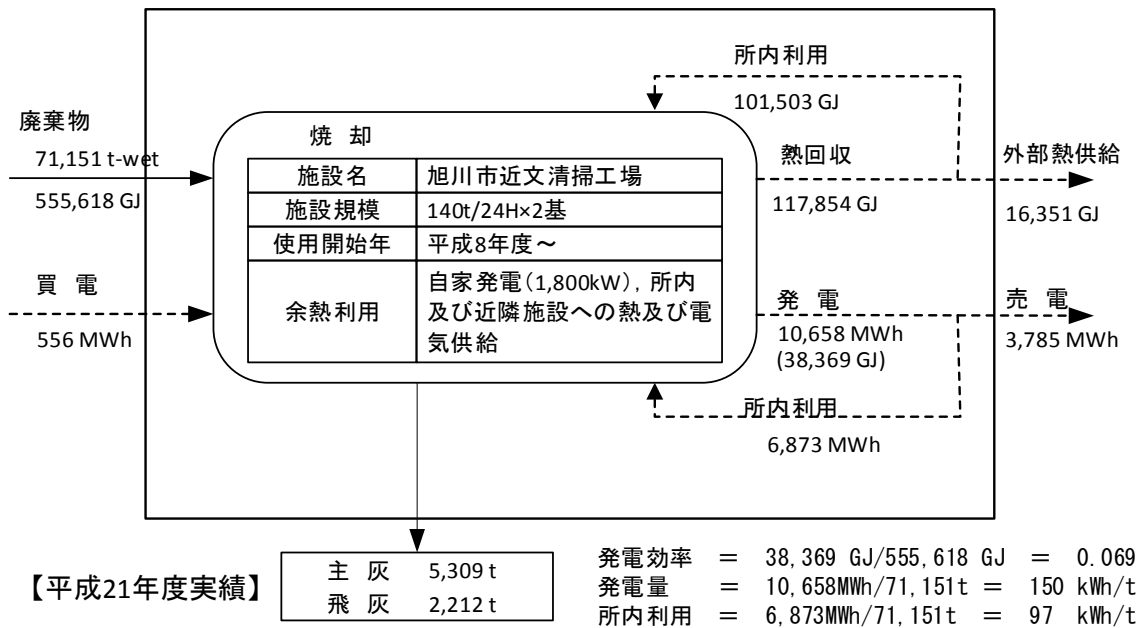 所内利用
101,503 GJ
廃棄物
71,151 t-wet
555,618 GJ
買 電
556 MWh
焼 却
施設名 旭川市近文清掃工場
施設規模 140t/24H×2基
使用開始年 平成8年度～
余熱利用
自家発電(1,800kW)，所内
及び近隣施設への熱及び電
気供給
熱回収
117,854 GJ
外部熱供給
16,351 GJ
発 電
10,658 MWh
(38,369 GJ)
売 電
3,785 MWh
所内利用
6,873 MWh
【平成21年度実績】
主 灰 5,309 t
飛 灰 2,212 t
発電効率 ＝ 38,369 GJ/555,618 GJ ＝ 0.069
発電量 ＝ 10,658MWh/71,151t ＝ 150 kWh/t
所内利用 ＝ 6,873MWh/71,151t ＝ 97 kWh/t